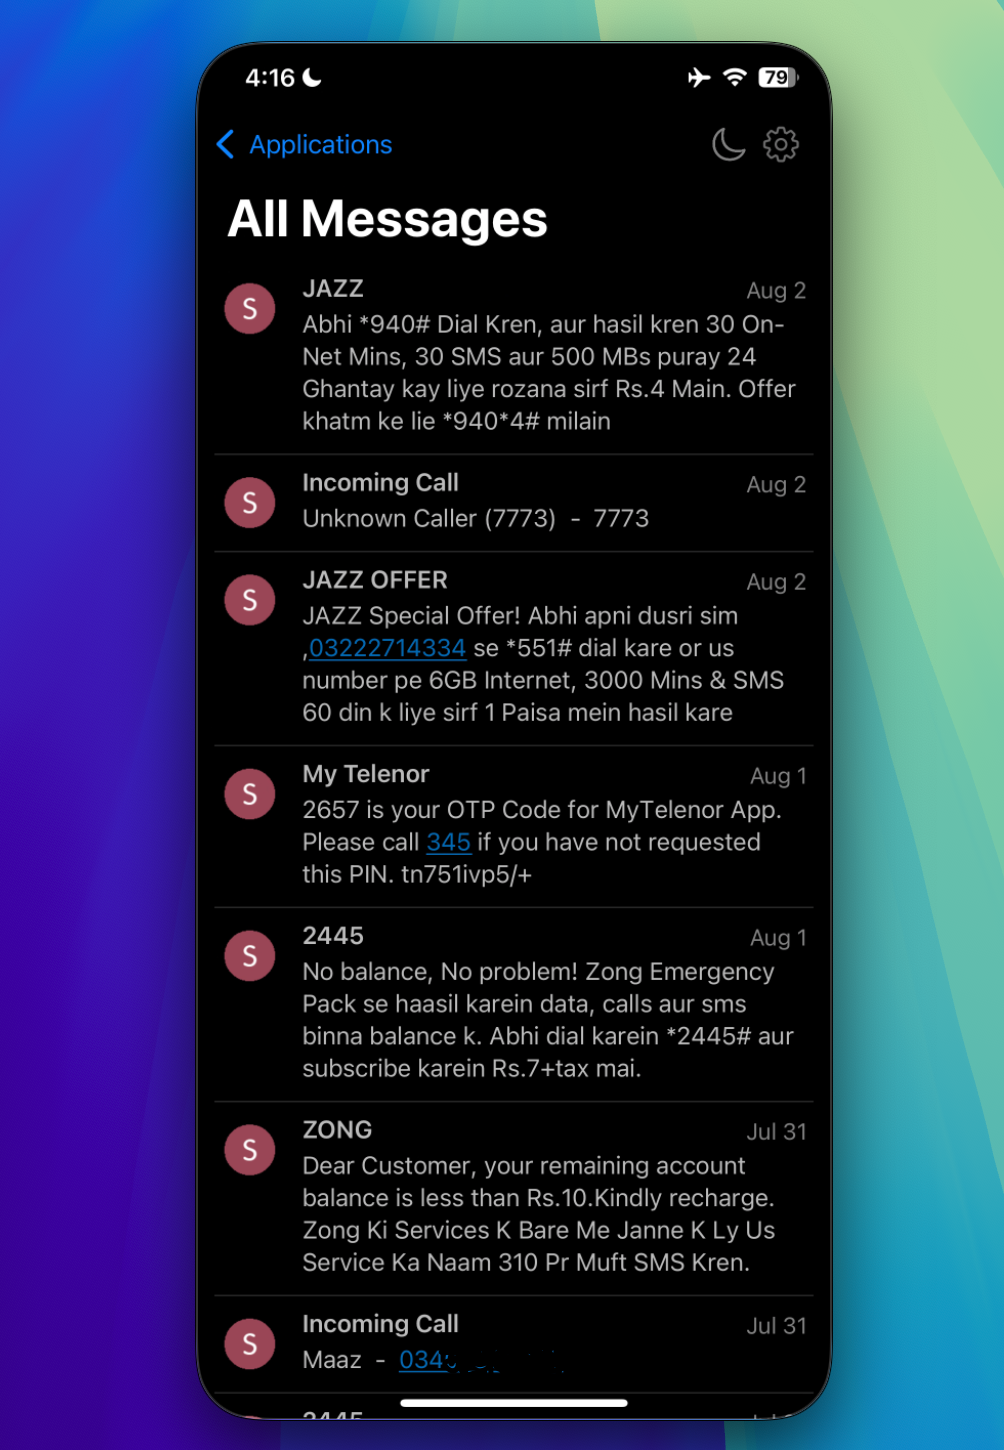 4:16
79
Applications
All Messages
S
JAZZ
Aug 2
Abhi *940# Dial Kren, aur hasil kren 30 On-
Net Mins, 30 SMS aur 500 MBs puray 24
Ghantay kay liye rozana sirf Rs.4 Main. Offer
khatm ke lie *940*4# milain
S
Incoming Call
Aug 2
Unknown Caller (7773) - 7773
S
JAZZ OFFER
Aug 2
JAZZ Special Offer! Abhi apni dusri sim
,03222714334 se *551# dial kare or us
number pe 6GB Internet, 3000 Mins & SMS
60 din k liye sirf 1 Paisa mein hasil kare
S
My Telenor
Aug 1
2657 is your OTP Code for MyTelenor App.
Please call 345 if you have not requested
this PIN. tn751ivp5/+
S
2445
Aug 1
No balance, No problem! Zong Emergency
Pack se haasil karein data, calls aur sms
binna balance k. Abhi dial karein *2445# aur
subscribe karein Rs.7+tax mai.
S
ZONG
Jul 31
Dear Customer, your remaining account
balance is less than Rs.10.Kindly recharge.
Zong Ki Services K Bare Me Janne K Ly Us
Service Ka Naam 310 Pr Muft SMS Kren.
S
Incoming Call
Jul 31
Maaz -
2445